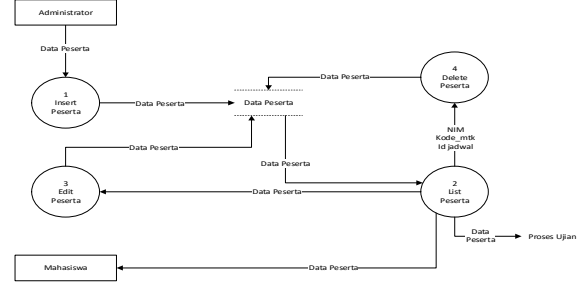 Administrator
Data Peserta
1
Insert
Peserta
Data Peserta
Data Peserta
Data Peserta
4
Delete
Peserta
NIM
Kode_mtk
Id jadwal
Data Peserta
Data Peserta
3
Edit
Peserta
Data Peserta
2
List
Peserta
Data
Peserta
Proses Ujian
Mahasiswa
Data Peserta